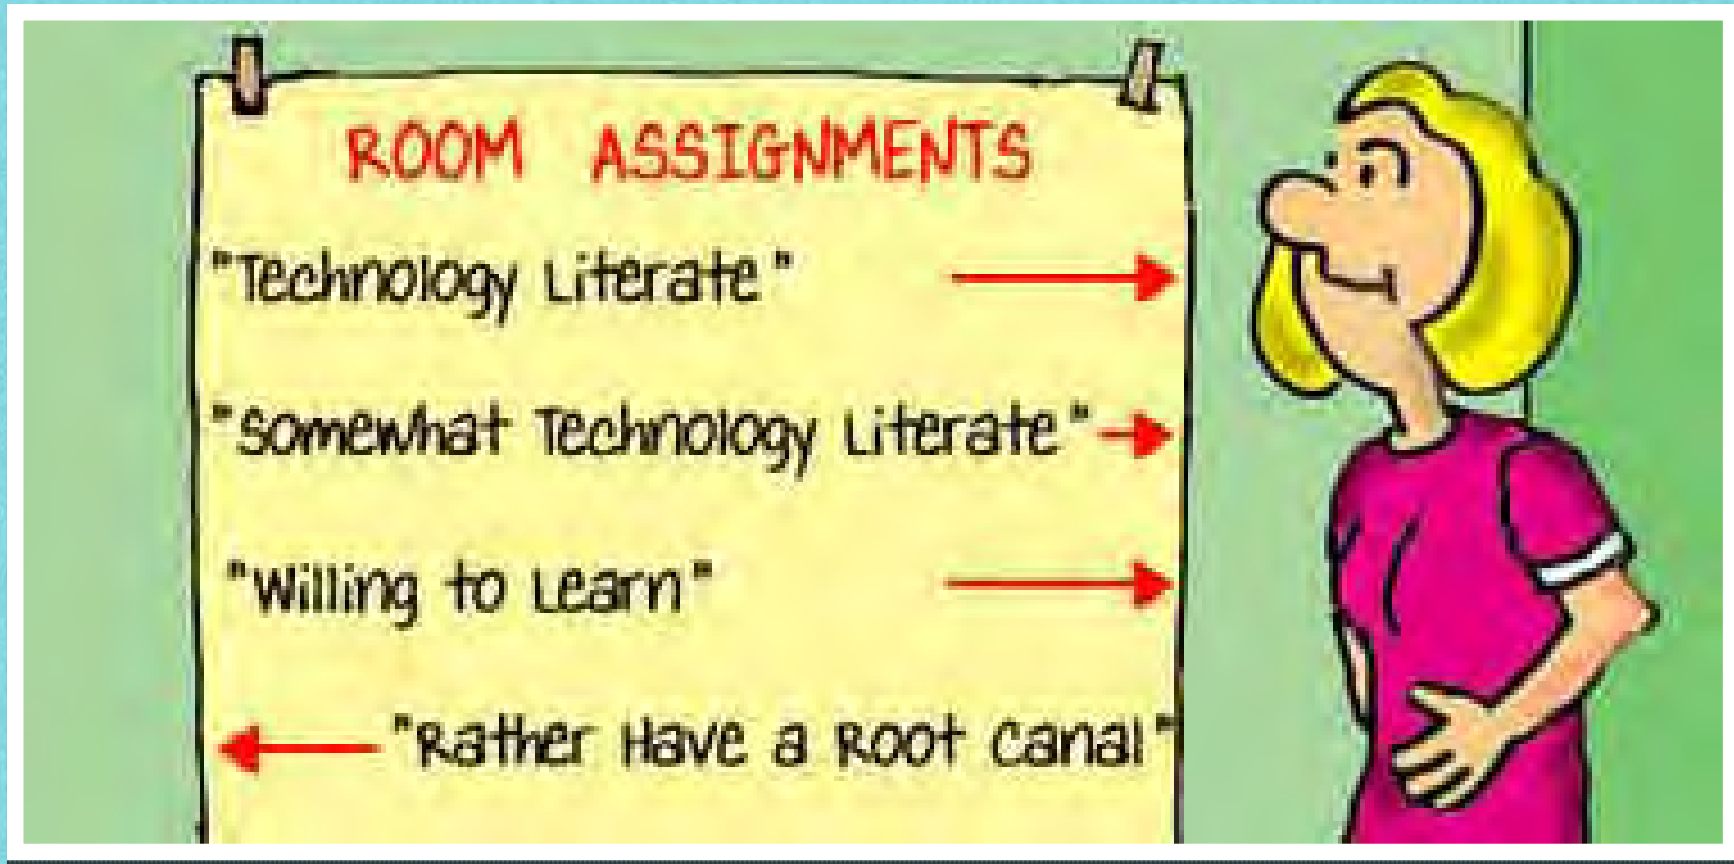 ROOM ASSIGNMENTS
"Technology Literate"
"Somewhat Technology Literate"
"Willing to Learn"
"Rather Have a Root Canal"